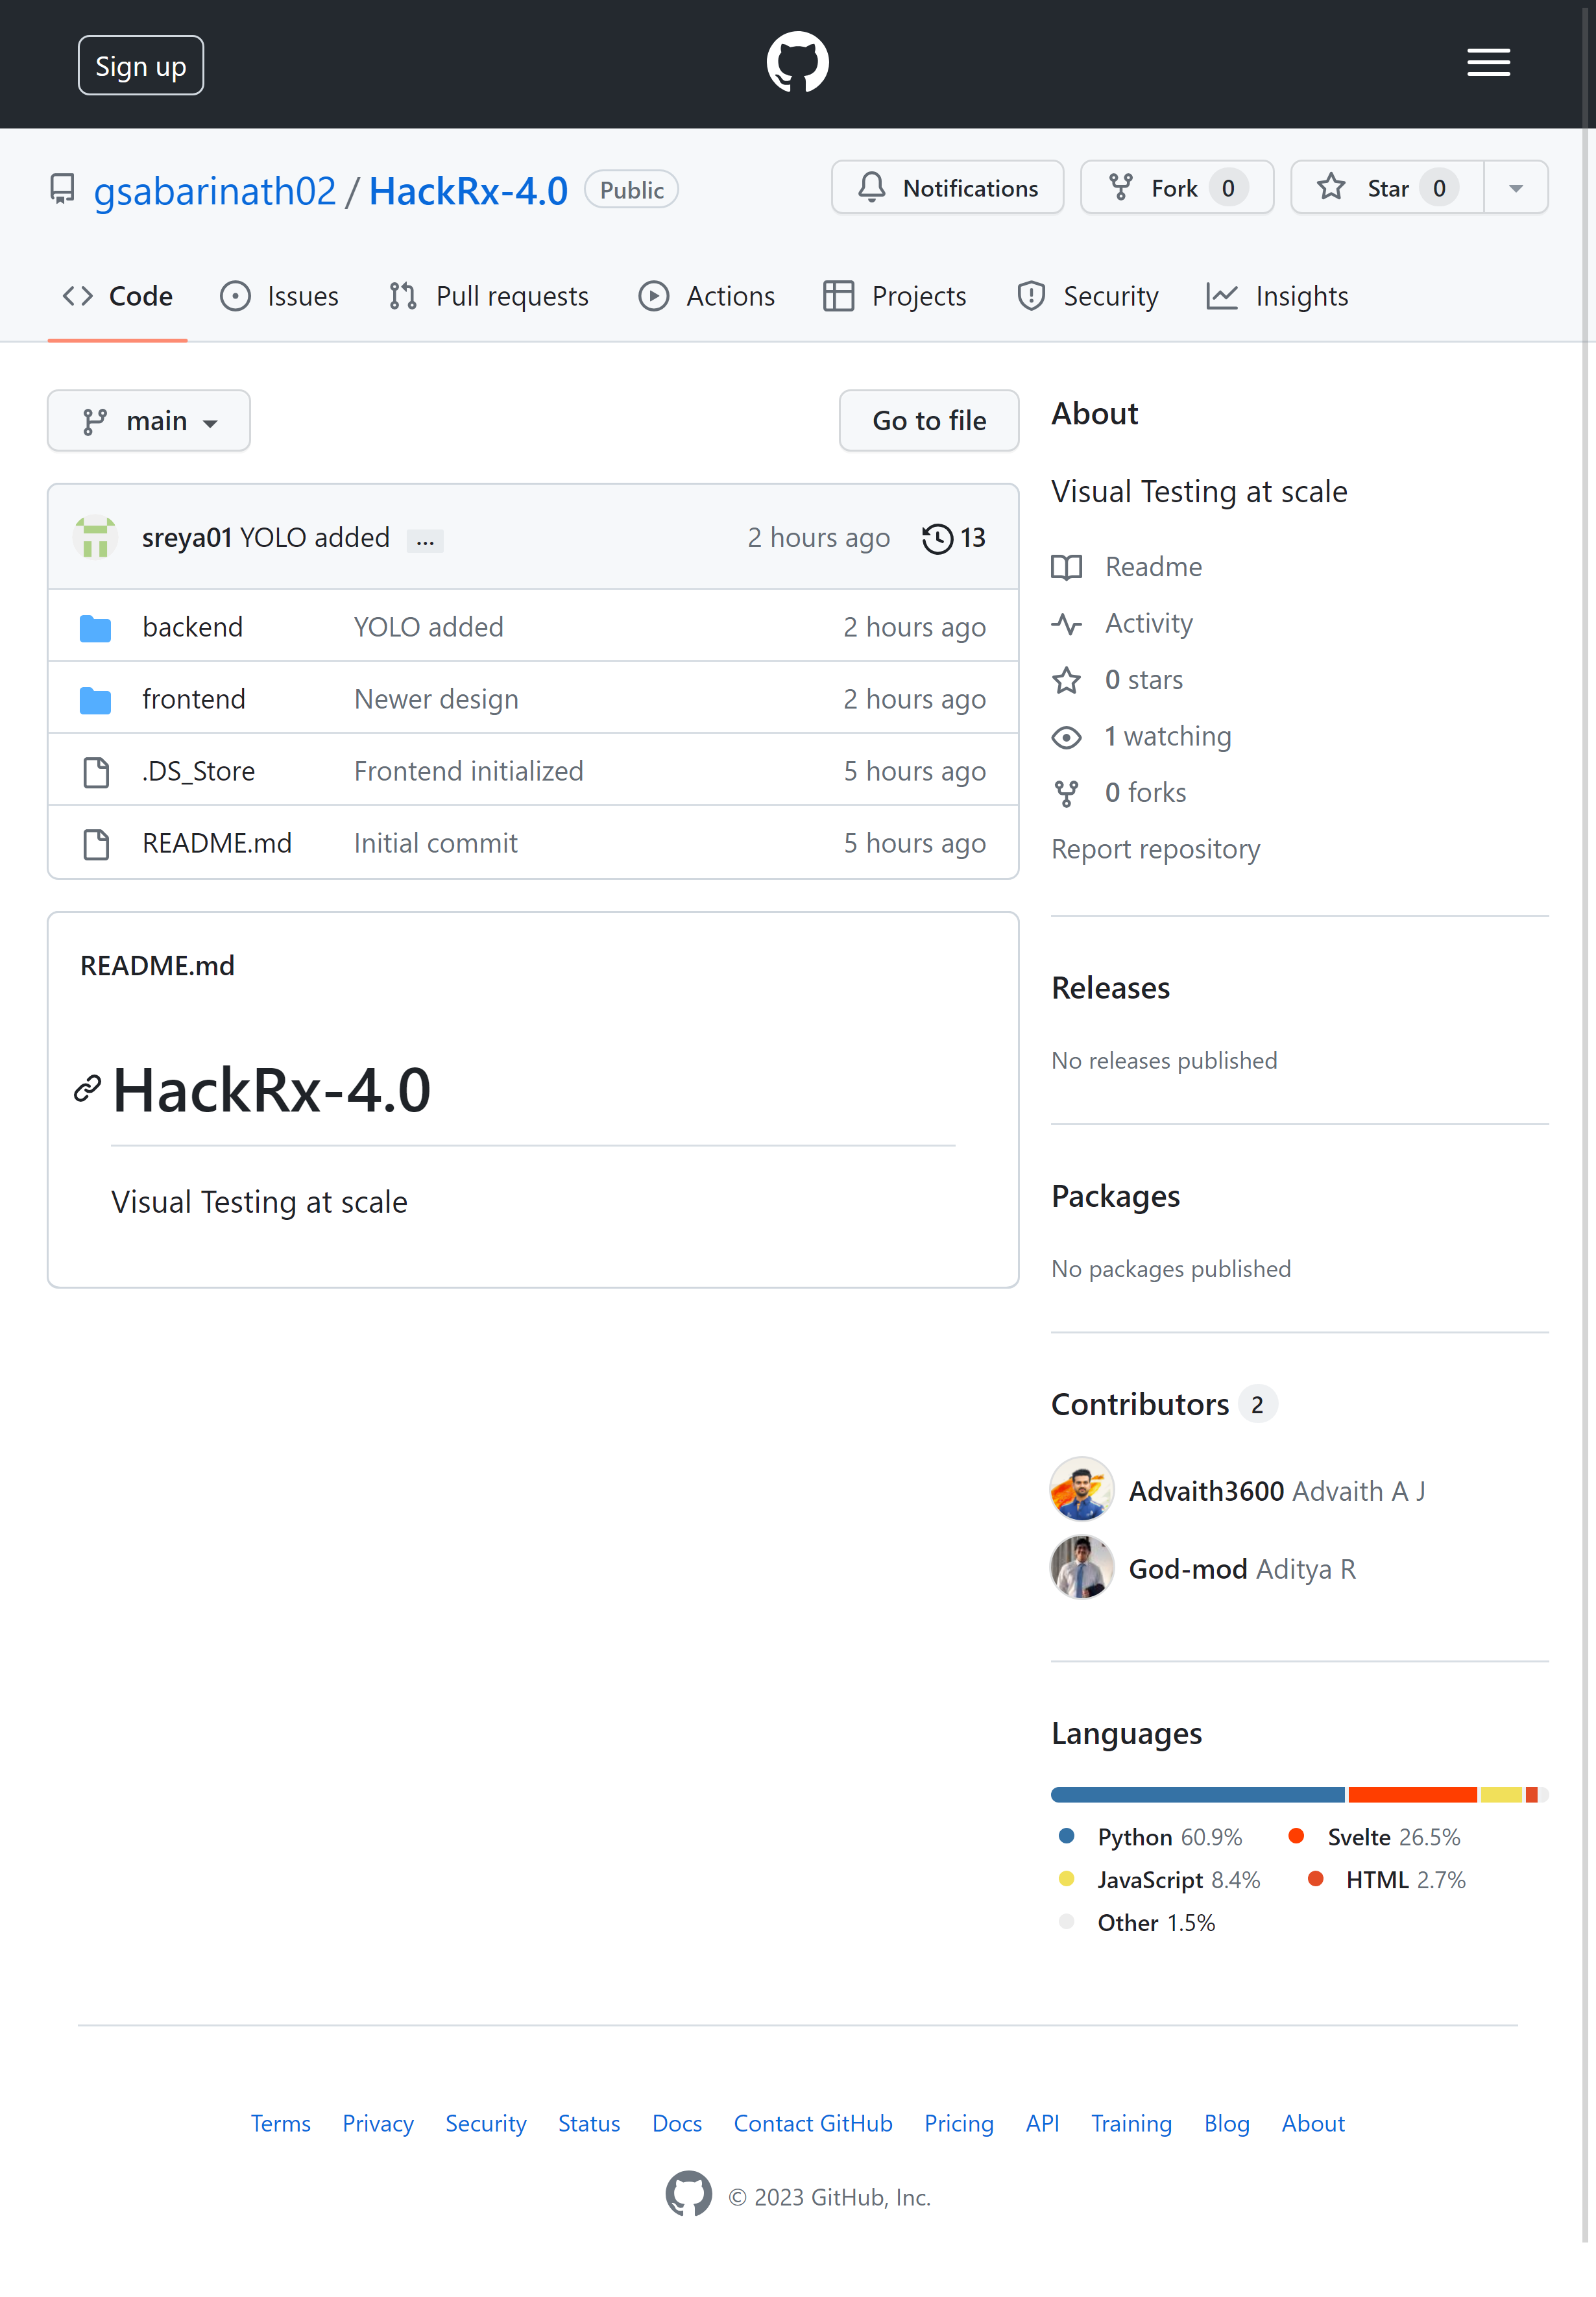 Sign up
gsabarinath02 / HackRx-4.0 Public
Notifications Fork 0 Star 0
Code Issues Pull requests Actions Projects Security Insights
main Go to file
sreya01 YOLO added ... 2 hours ago 13
backend YOLO added 2 hours ago
frontend Newer design 2 hours ago
.DS_Store Frontend initialized 5 hours ago
README.md Initial commit 5 hours ago
README.md
HackRx-4.0
Visual Testing at scale
About
Visual Testing at scale
Readme
Activity
0 stars
1 watching
0 forks
Report repository
Releases
No releases published
Packages
No packages published
Contributors 2
Advaith3600 Advaith A J
God-mod Aditya R
Languages
Python 60.9% Svelte 26.5%
JavaScript 8.4% HTML 2.7%
Other 1.5%
Terms Privacy Security Status Docs Contact GitHub Pricing API Training Blog About
© 2023 GitHub, Inc.